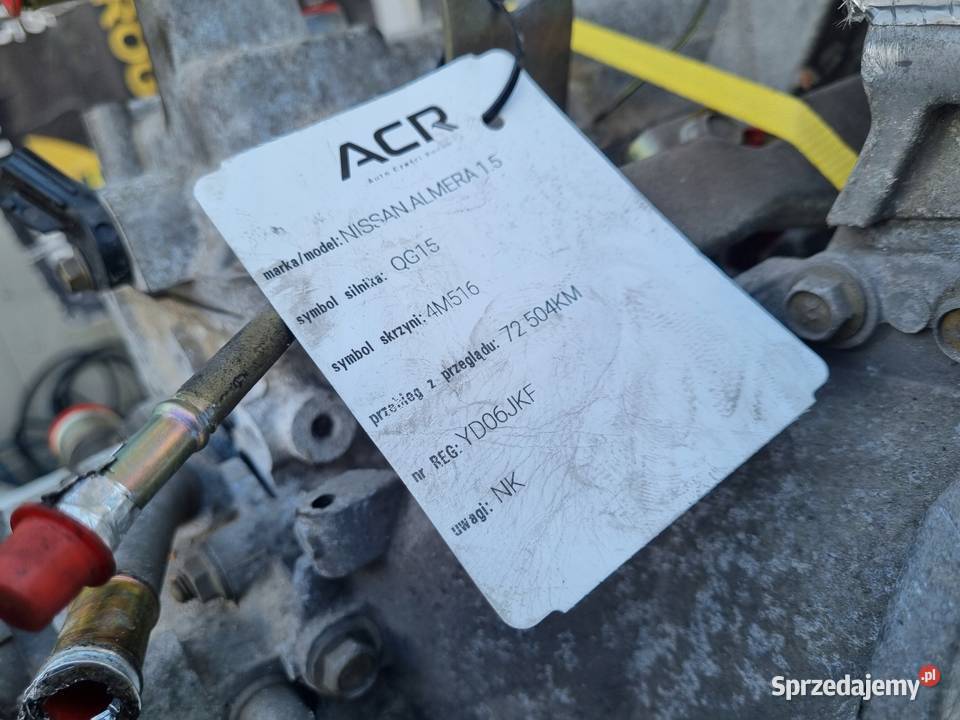 ACR
marka/model: NISSAN ALMERA 1.5
symbol silnika: QG15
symbol skrzyni: 4M516
przebieg z przeglądu: 72 504KM
nr REG: YD06JKF
uwagi: NK
Sprzedajemy.pl